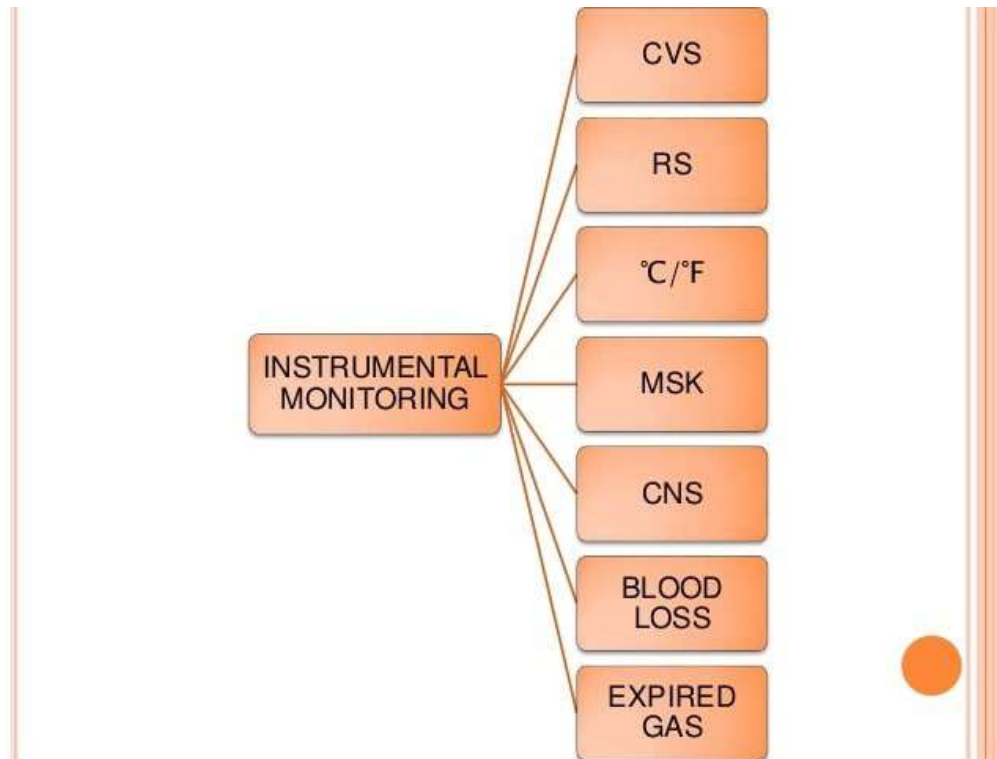 CVS
RS
℃/℉
INSTRUMENTAL
MONITORING
MSK
CNS
BLOOD
LOSS
EXPIRED
GAS